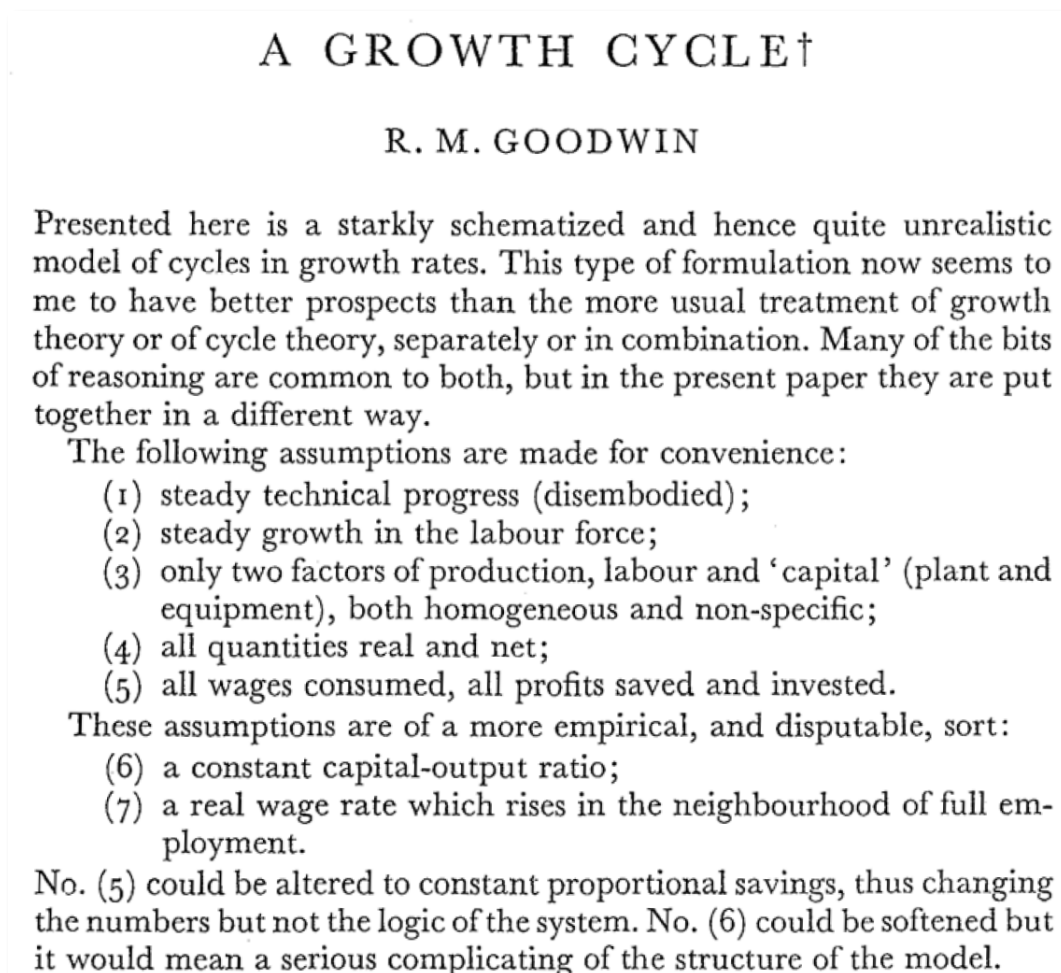 A GROWTH CYCLE†
R. M. GOODWIN
Presented here is a starkly schematized and hence quite unrealistic
model of cycles in growth rates. This type of formulation now seems to
me to have better prospects than the more usual treatment of growth
theory or of cycle theory, separately or in combination. Many of the bits
of reasoning are common to both, but in the present paper they are put
together in a different way.
The following assumptions are made for convenience:
(1) steady technical progress (disembodied);
(2) steady growth in the labour force;
(3) only two factors of production, labour and ‘capital’ (plant and
equipment), both homogeneous and non-specific;
(4) all quantities real and net;
(5) all wages consumed, all profits saved and invested.
These assumptions are of a more empirical, and disputable, sort:
(6) a constant capital-output ratio;
(7) a real wage rate which rises in the neighbourhood of full em-
ployment.
No. (5) could be altered to constant proportional savings, thus changing
the numbers but not the logic of the system. No. (6) could be softened but
it would mean a serious complicating of the structure of the model.